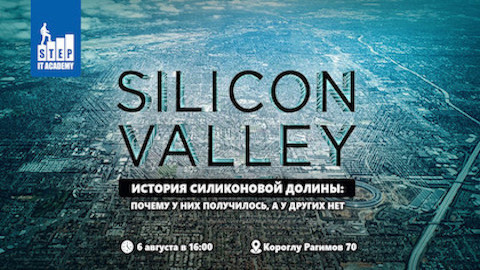 STEP
IT ACADEMY
SILICON
VALLEY
ИСТОРИЯ СИЛИКОНОВОЙ ДОЛИНЫ:
ПОЧЕМУ У НИХ ПОЛУЧИЛОСЬ, А У ДРУГИХ НЕТ
6 августа в 16:00
Кероглу Рагимов 70